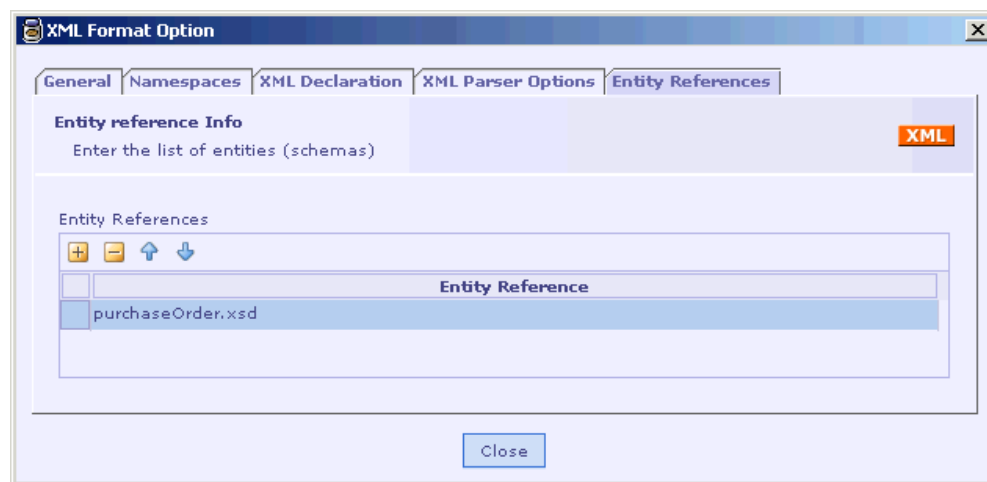 XML Format Option
General Namespaces XML Declaration XML Parser Options Entity References
Entity reference Info
Enter the list of entities (schemas)
XML
Entity References
Entity Reference
purchaseOrder.xsd
Close